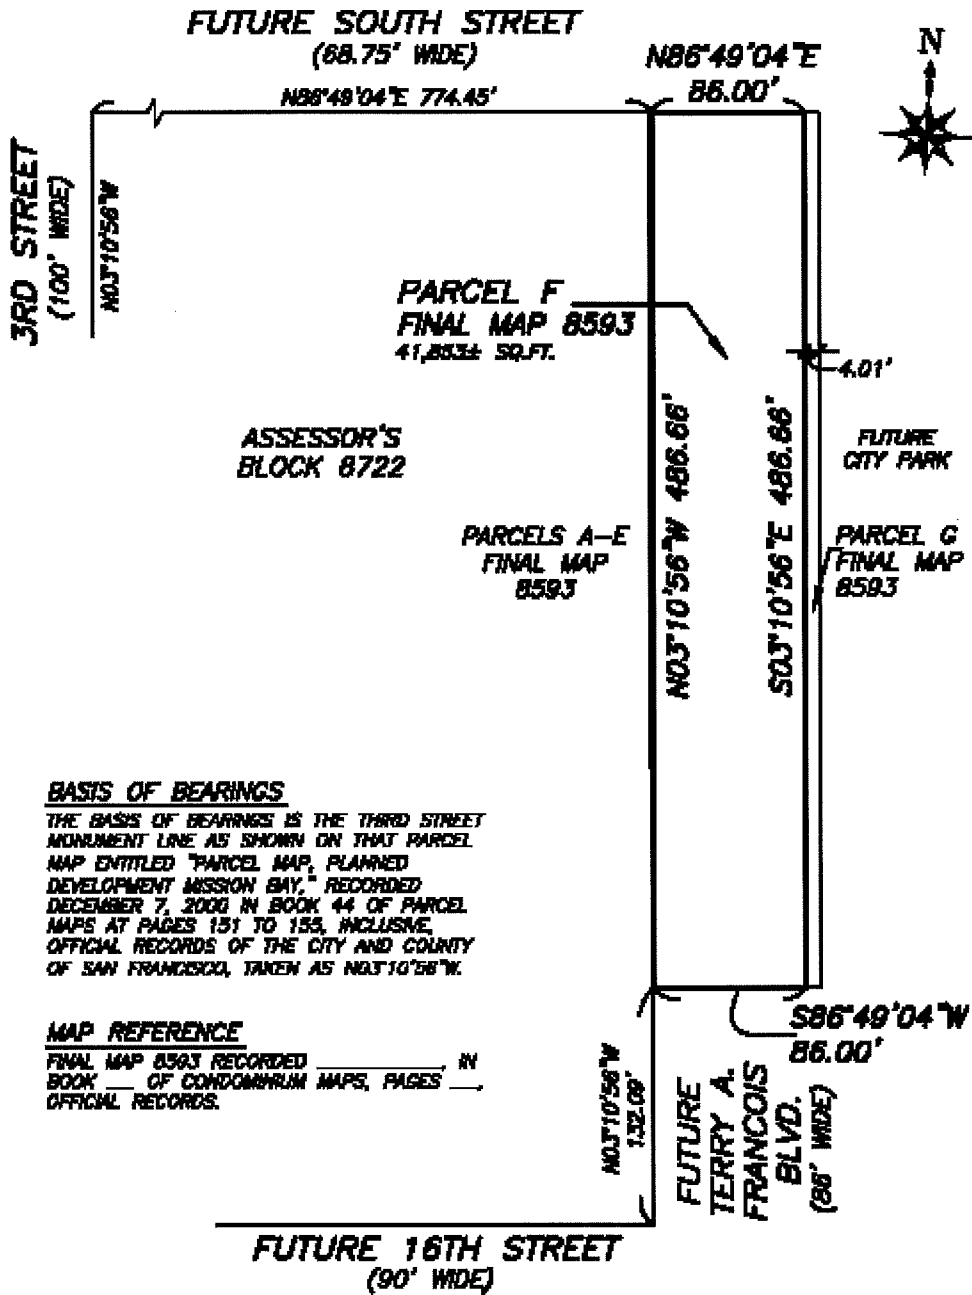 FUTURE SOUTH STREET
(68.75' WIDE)
N86°49'04"E 774.45'
N86°49'04"E
86.00'
N
3RD STREET
(100' WIDE)
N03°10'56"W
PARCEL F
FINAL MAP 8593
41,853± SQ.FT.
4.01'
ASSESSOR'S
BLOCK 8722
FUTURE
CITY PARK
N03°10'56"W 486.66'
S03°10'56"E 486.66'
PARCELS A-E
FINAL MAP
8593
PARCEL G
FINAL MAP
8593
BASIS OF BEARINGS
THE BASIS OF BEARINGS IS THE THIRD STREET
MONUMENT LINE AS SHOWN ON THAT PARCEL
MAP ENTITLED "PARCEL MAP, PLANNED
DEVELOPMENT MISSION BAY," RECORDED
DECEMBER 7, 2000 IN BOOK 44 OF PARCEL
MAPS AT PAGES 151 TO 155, INCLUSIVE,
OFFICIAL RECORDS OF THE CITY AND COUNTY
OF SAN FRANCISCO, TAKEN AS N03°10'56"W.
MAP REFERENCE
FINAL MAP 8593 RECORDED ________, IN
BOOK ___ OF CONDOMINIUM MAPS, PAGES ___,
OFFICIAL RECORDS.
S86°49'04"W
86.00'
N03°10'56"W
132.09'
FUTURE
TERRY A.
FRANCOIS
BLVD.
(86' WIDE)
FUTURE 16TH STREET
(90' WIDE)